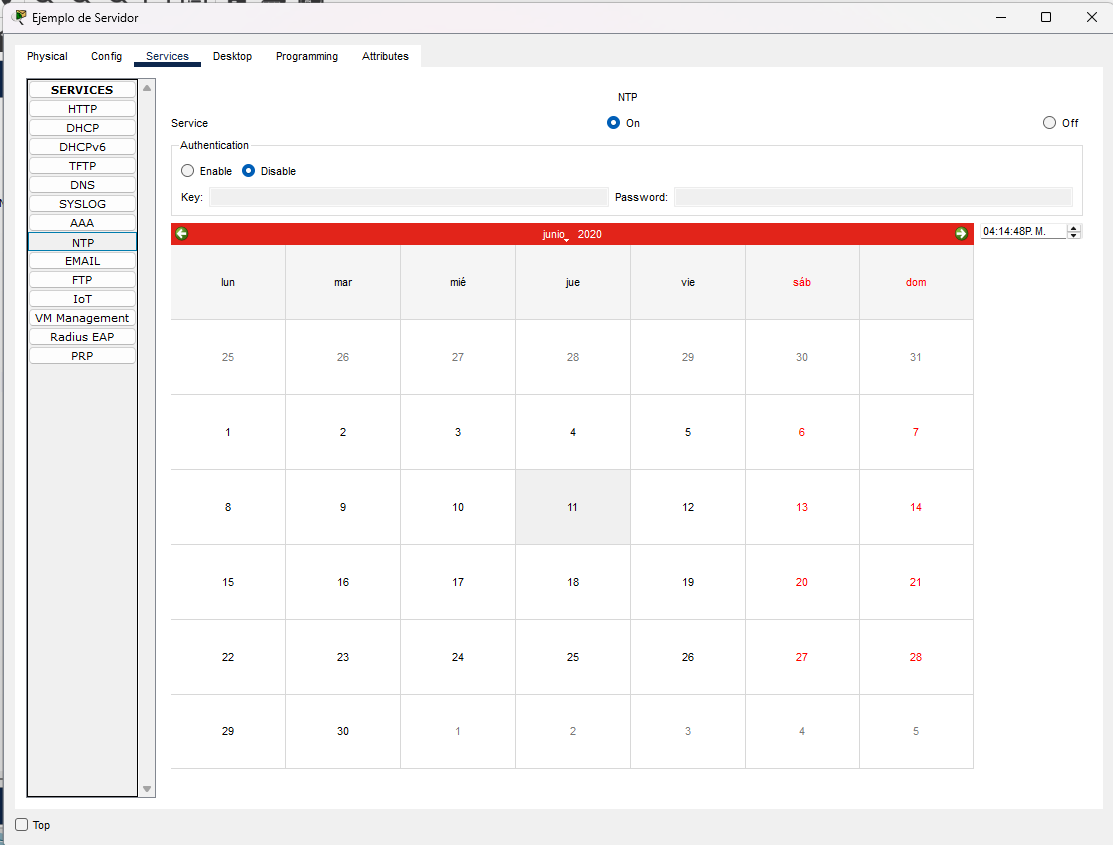 Ejemplo de Servidor
Physical Config Services Desktop Programming Attributes
SERVICES
HTTP
DHCP
DHCPv6
TFTP
DNS
SYSLOG
AAA
NTP
EMAIL
FTP
IoT
VM Management
Radius EAP
PRP
NTP
Service On Off
Authentication
Enable Disable
Key: Password:
junio 2020 04:14:48P. M.
lun mar mié jue vie sáb dom
25 26 27 28 29 30 31
1 2 3 4 5 6 7
8 9 10 11 12 13 14
15 16 17 18 19 20 21
22 23 24 25 26 27 28
29 30 1 2 3 4 5
Top